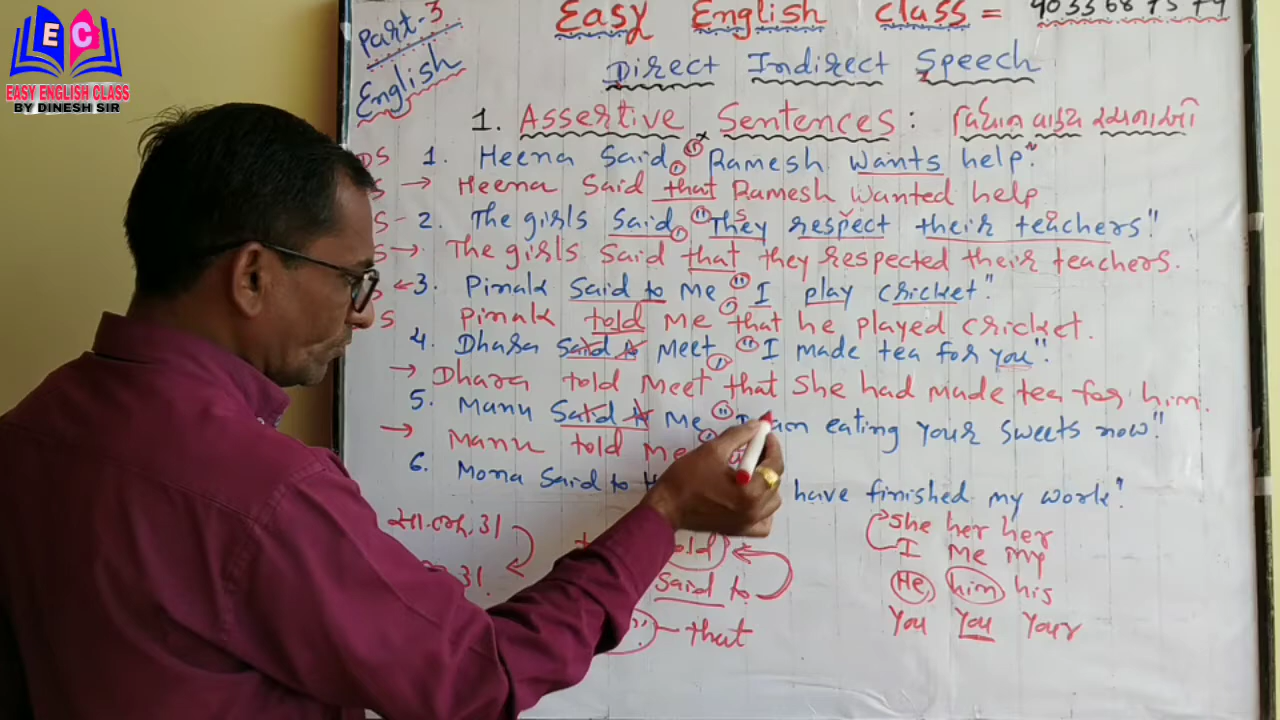 EC
EASY ENGLISH CLASS
BY DINESH SIR
Part-3
English
Easy English Class =
Direct Indirect Speech
1. Assertive Sentences : વિધાન વાક્ય
DS 1. Heena Said, "Ramesh wants help."
S → Heena Said that Ramesh wanted help
S - 2. The girls said, "They respect their teachers"
S → The girls said that they respected their teachers.
S ← 3. Pinak said to me "I play cricket".
S Pinak told me that he played cricket.
4. Dhara said to meet, "I made tea for you".
→ Dhara told meet that she had made tea for him.
5. Manu said to me, "I am eating your sweets now"
→ Manu told me
6. Mona said to have finished my work"
સા.વ.કા.
told
said to
" " - that
She her her
I me my
He him his
You You Your